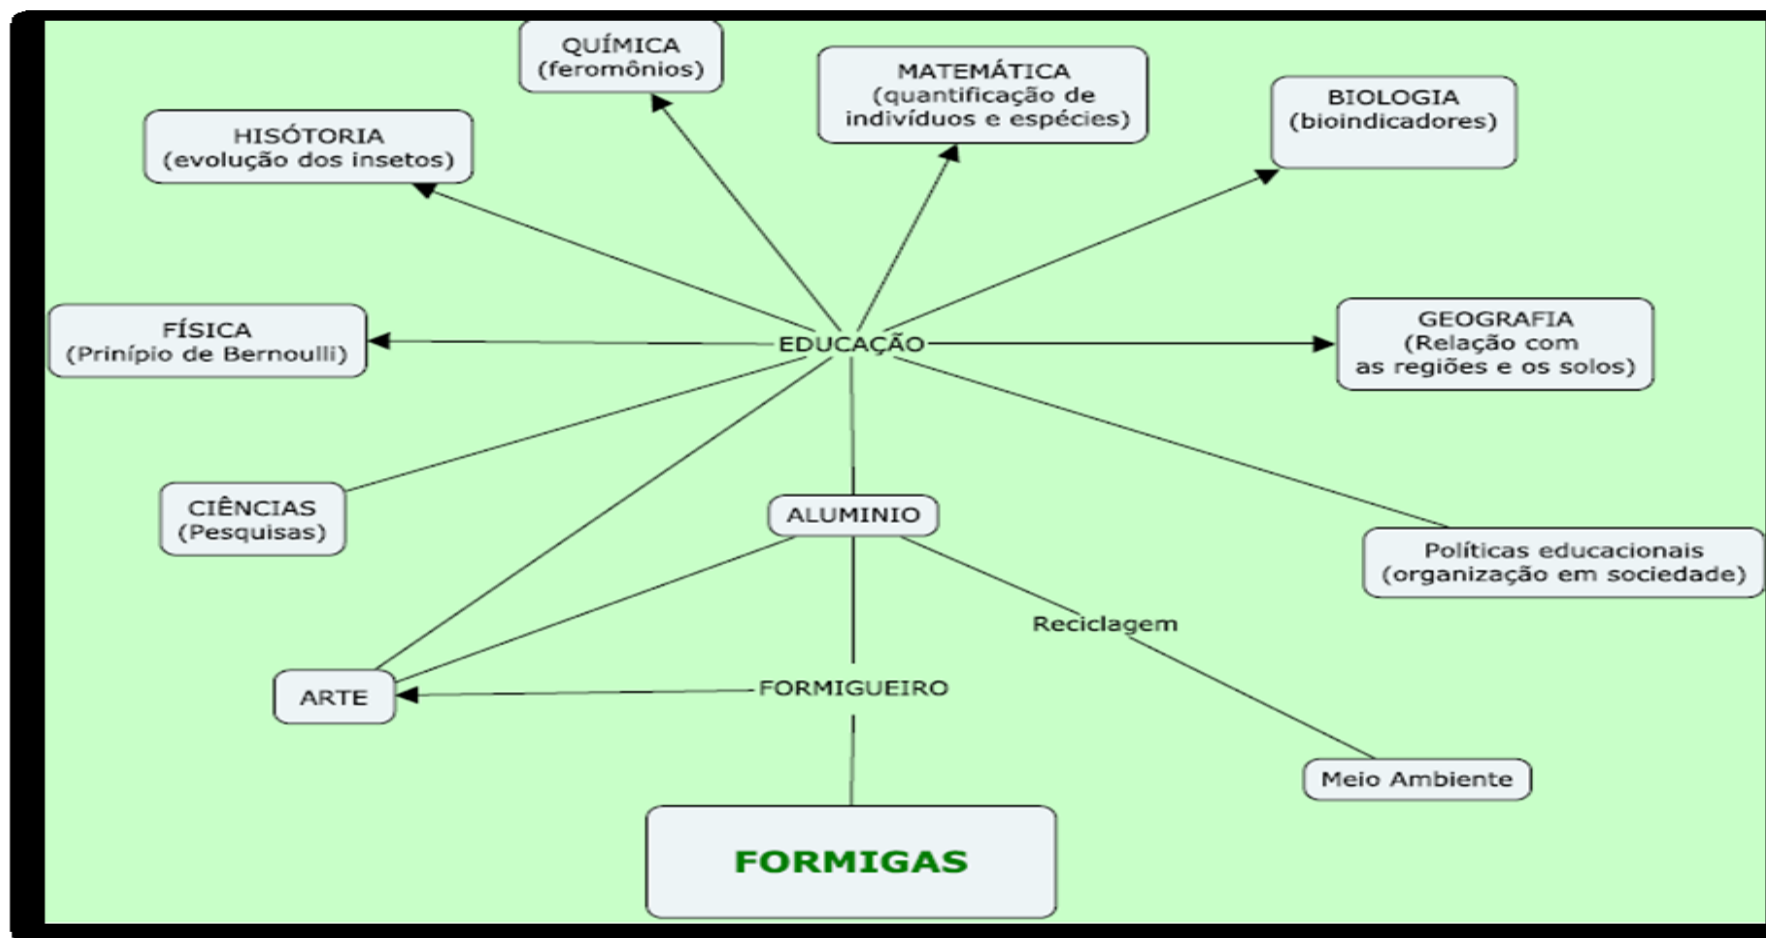 QUÍMICA
(feromônios)
MATEMÁTICA
(quantificação de
indivíduos e espécies)
BIOLOGIA
(bioindicadores)
HISÓTORIA
(evolução dos insetos)
FÍSICA
(Prinípio de Bernoulli)
EDUCAÇÃO
GEOGRAFIA
(Relação com
as regiões e os solos)
CIÊNCIAS
(Pesquisas)
ALUMINIO
Políticas educacionais
(organização em sociedade)
Reciclagem
ARTE
FORMIGUEIRO
Meio Ambiente
FORMIGAS